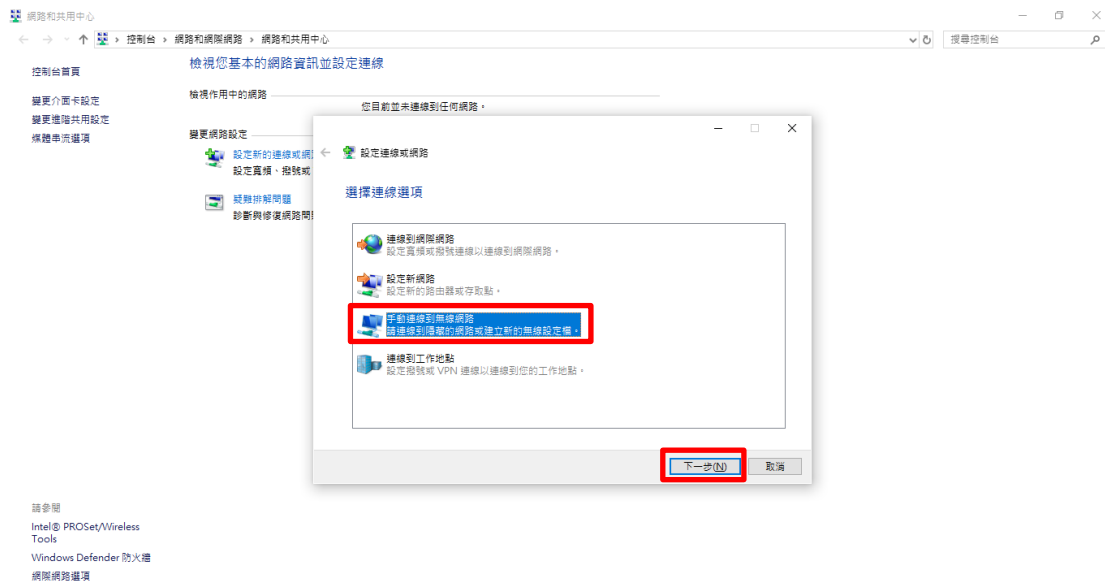 網路和共用中心
控制台 › 網路和網際網路 › 網路和共用中心
搜尋控制台
控制台首頁
變更介面卡設定
變更進階共用設定
媒體串流選項
檢視您基本的網路資訊並設定連線
檢視作用中的網路
您目前並未連線到任何網路。
變更網路設定
設定新的連線或網
設定寬頻、撥號或
疑難排解問題
診斷與修復網路問
設定連線或網路
選擇連線選項
連線到網際網路
設定寬頻或撥號連線以連線到網際網路。
設定新網路
設定新的路由器或存取點。
手動連線到無線網路
請連線到隱藏的網路或建立新的無線設定檔。
連線到工作地點
設定撥號或 VPN 連線以連線到您的工作地點。
下一步(N)
取消
請參閱
Intel® PROSet/Wireless
Tools
Windows Defender 防火牆
網際網路選項